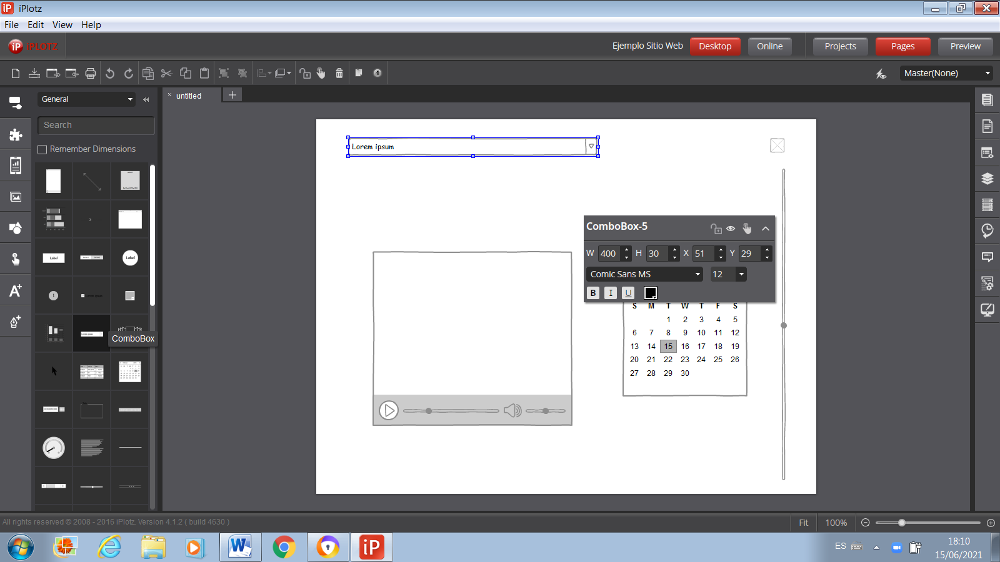 iPlotz
File Edit View Help
iP IPLOTZ
Ejemplo Sitio Web Desktop Online Projects Pages Preview
Master(None)
General
untitled
Search
Remember Dimensions
Lorem ipsum
ComboBox-5
W 400 H 30 X 51 Y 29
Comic Sans MS 12
B I U
Label
Label
1
ComboBox
S M T W T F S
1 2 3 4 5
6 7 8 9 10 11 12
13 14 15 16 17 18 19
20 21 22 23 24 25 26
27 28 29 30
All rights reserved © 2008 - 2016 iPlotz. Version 4.1.2 ( build 4630 )
Fit 100%
ES
18:10
15/06/2021